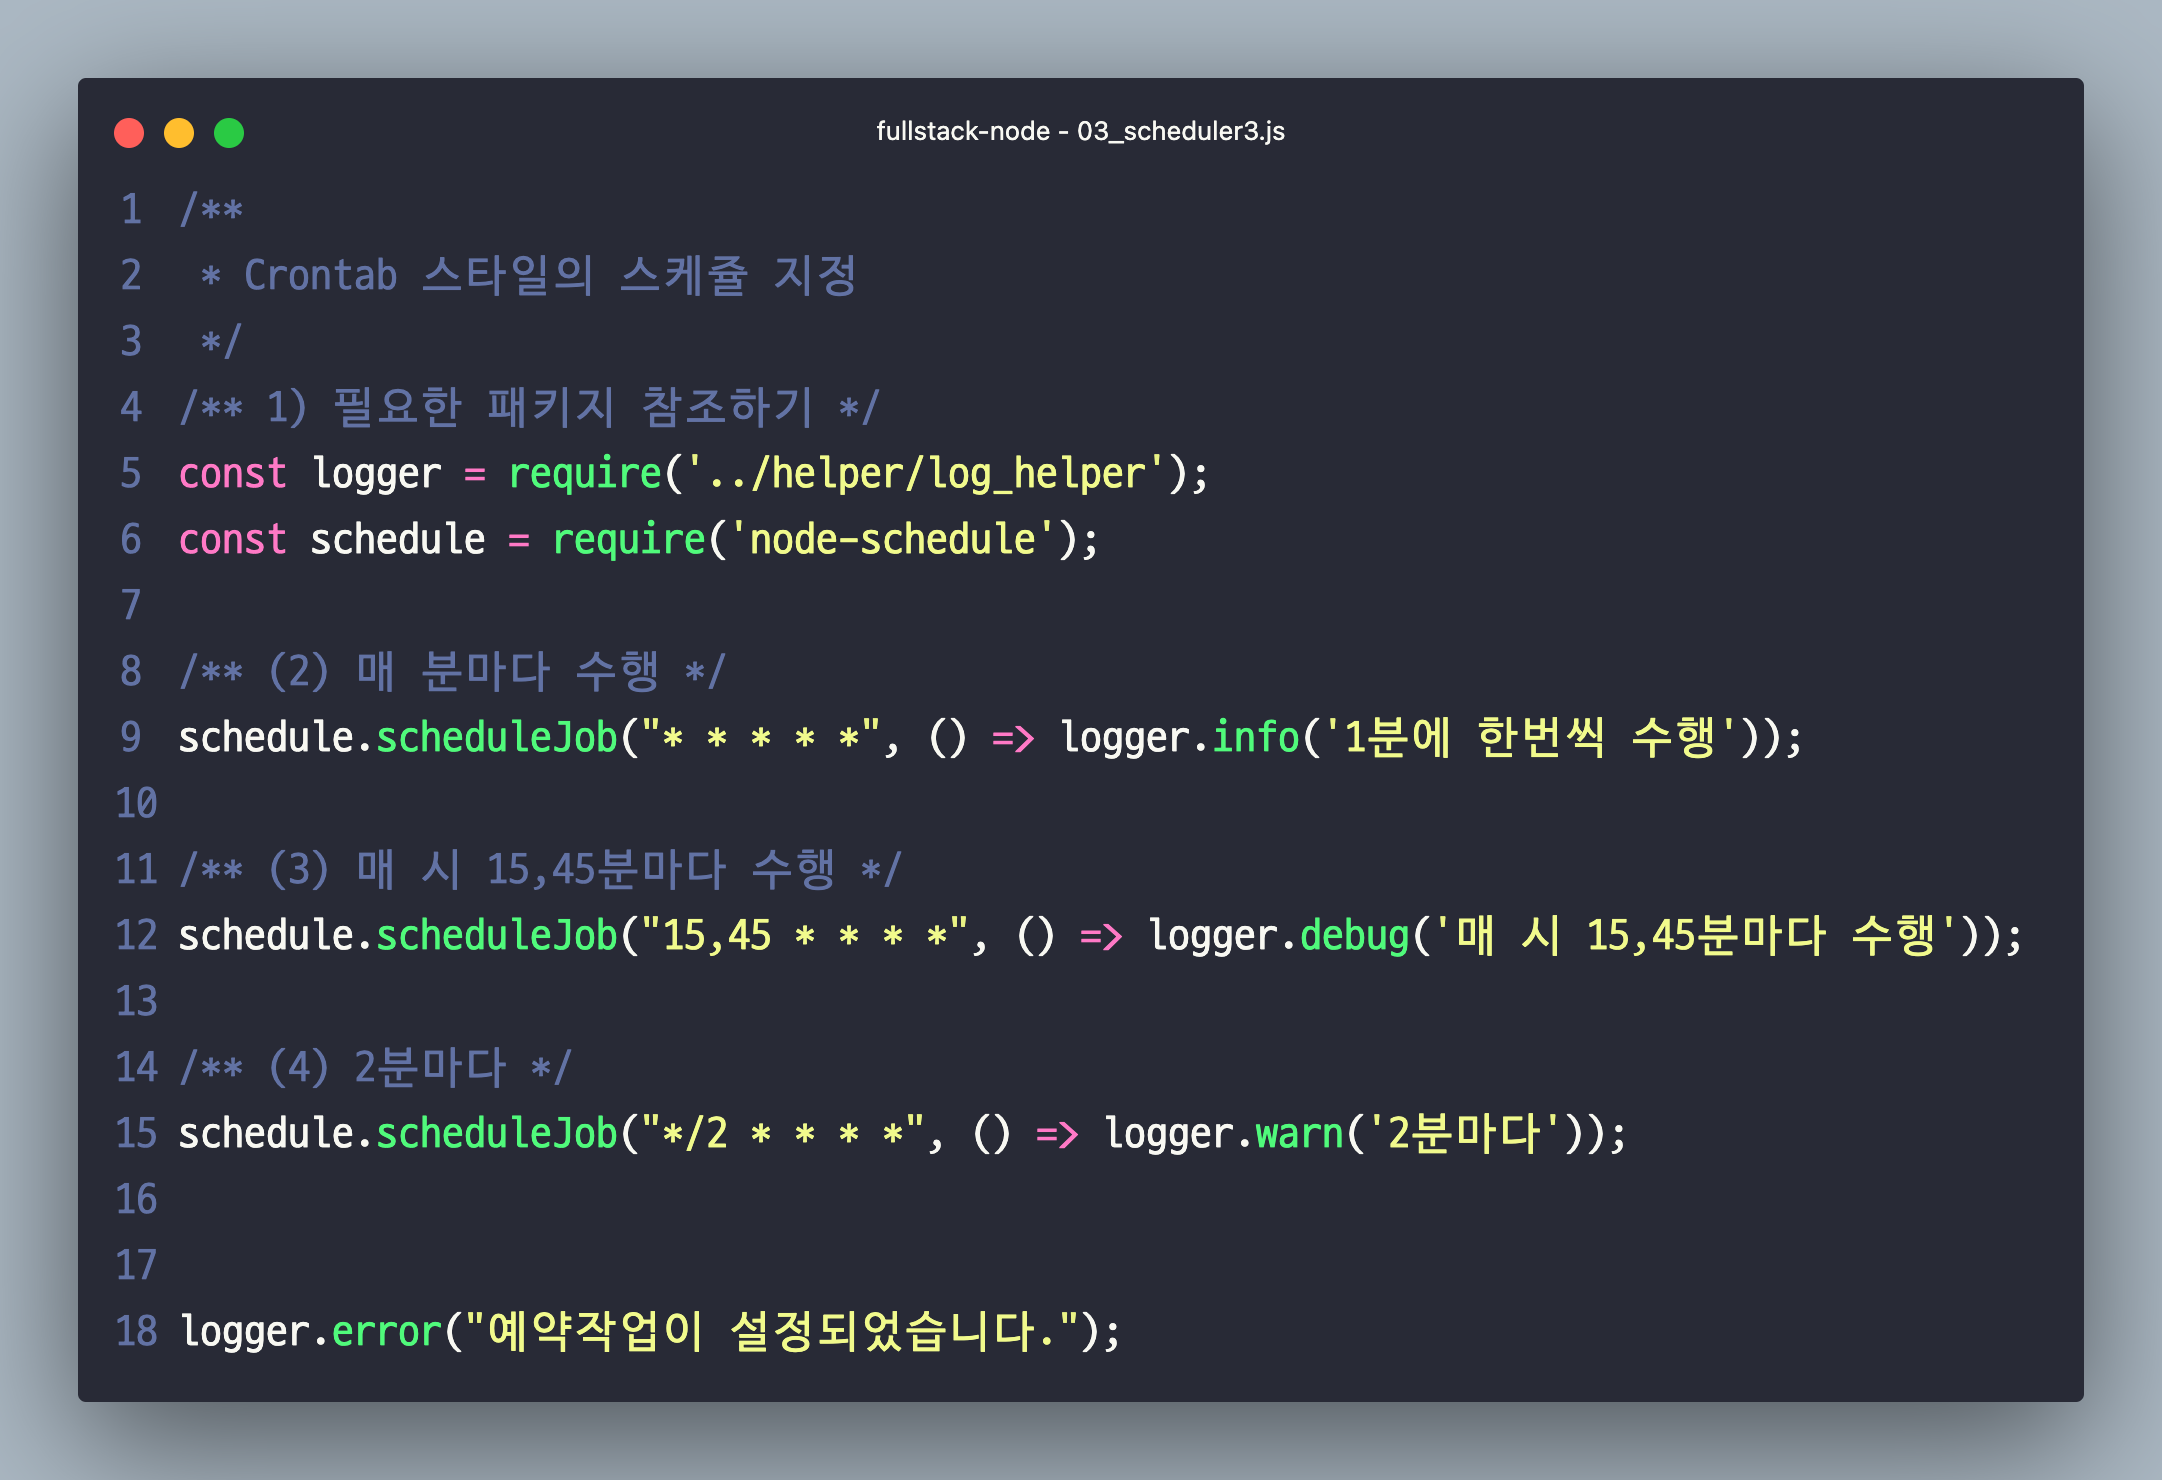 fullstack-node - 03_scheduler3.js
1 /**
2  * Crontab 스타일의 스케쥴 지정
3  */
4 /** 1) 필요한 패키지 참조하기 */
5 const logger = require('../helper/log_helper');
6 const schedule = require('node-schedule');
7
8 /** (2) 매 분마다 수행 */
9 schedule.scheduleJob("* * * * *", () => logger.info('1분에 한번씩 수행'));
10
11 /** (3) 매 시 15,45분마다 수행 */
12 schedule.scheduleJob("15,45 * * * *", () => logger.debug('매 시 15,45분마다 수행'));
13
14 /** (4) 2분마다 */
15 schedule.scheduleJob("*/2 * * * *", () => logger.warn('2분마다'));
16
17
18 logger.error("예약작업이 설정되었습니다.");